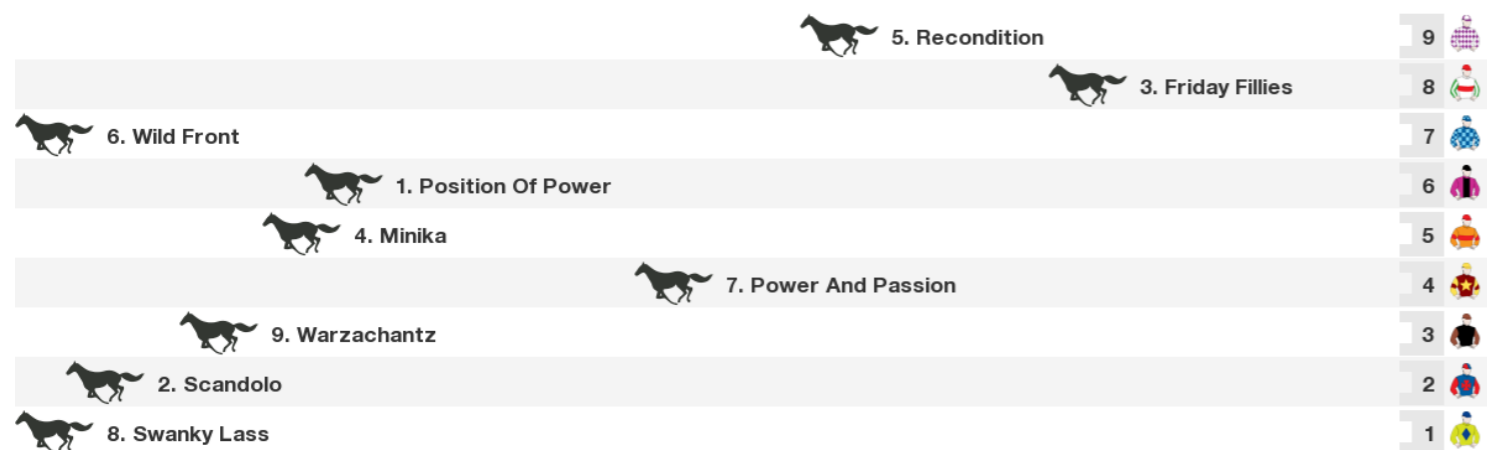 5. Recondition 9
3. Friday Fillies 8
6. Wild Front 7
1. Position Of Power 6
4. Minika 5
7. Power And Passion 4
9. Warzachantz 3
2. Scandolo 2
8. Swanky Lass 1